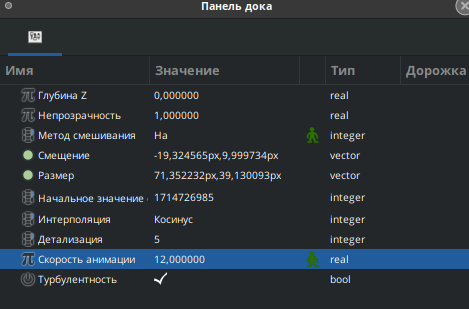 Панель дока
Имя Значение Тип Дорожка
Глубина Z 0,000000 real
Непрозрачность 1,000000 real
Метод смешивания На integer
Смещение -19,324565px,9,999734px vector
Размер 71,352232px,39,130093px vector
Начальное значение 1714726985 integer
Интерполяция Косинус integer
Детализация 5 integer
Скорость анимации 12,000000 real
Турбулентность bool